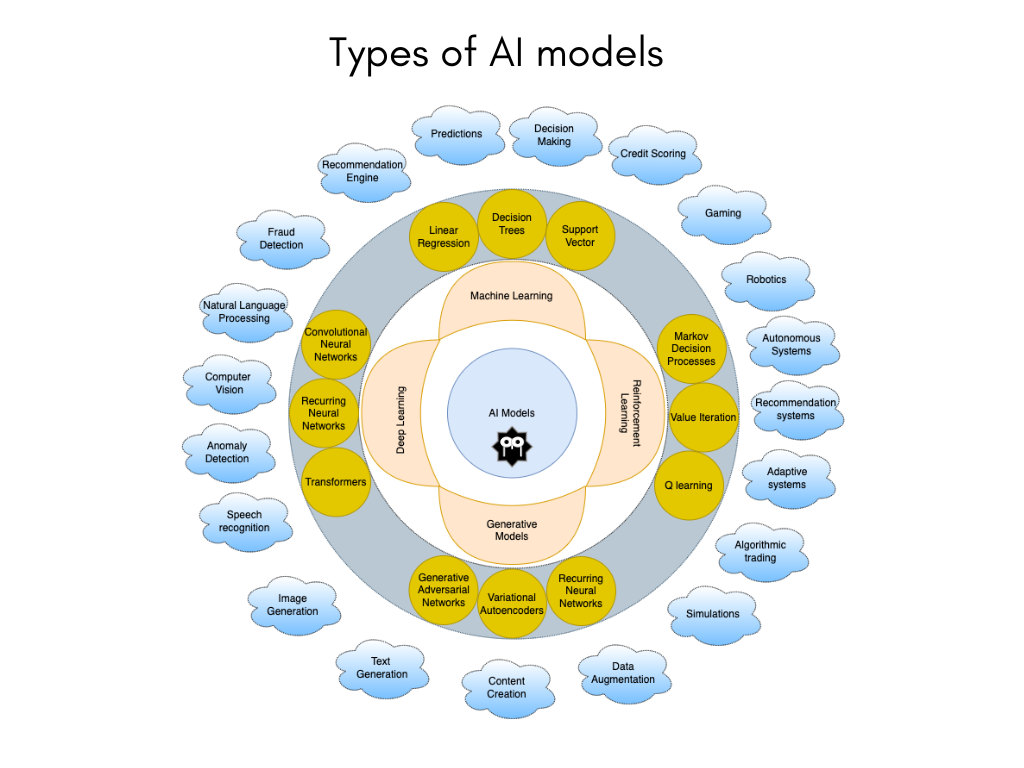 Types of AI models
Predictions
Decision
Making
Credit Scoring
Recommendation
Engine
Gaming
Fraud
Detection
Robotics
Natural Language
Processing
Autonomous
Systems
Computer
Vision
Recommendation
systems
Anomaly
Detection
Adaptive
systems
Speech
recognition
Algorithmic
trading
Image
Generation
Simulations
Text
Generation
Content
Creation
Data
Augmentation
Linear
Regression
Decision
Trees
Support
Vector
Convolutional
Neural
Networks
Recurring
Neural
Networks
Transformers
Markov
Decision
Processes
Value Iteration
Q learning
Generative
Adversarial
Networks
Variational
Autoencoders
Recurring
Neural
Networks
Machine Learning
Deep Learning
AI Models
Reinforcement
Learning
Generative
Models